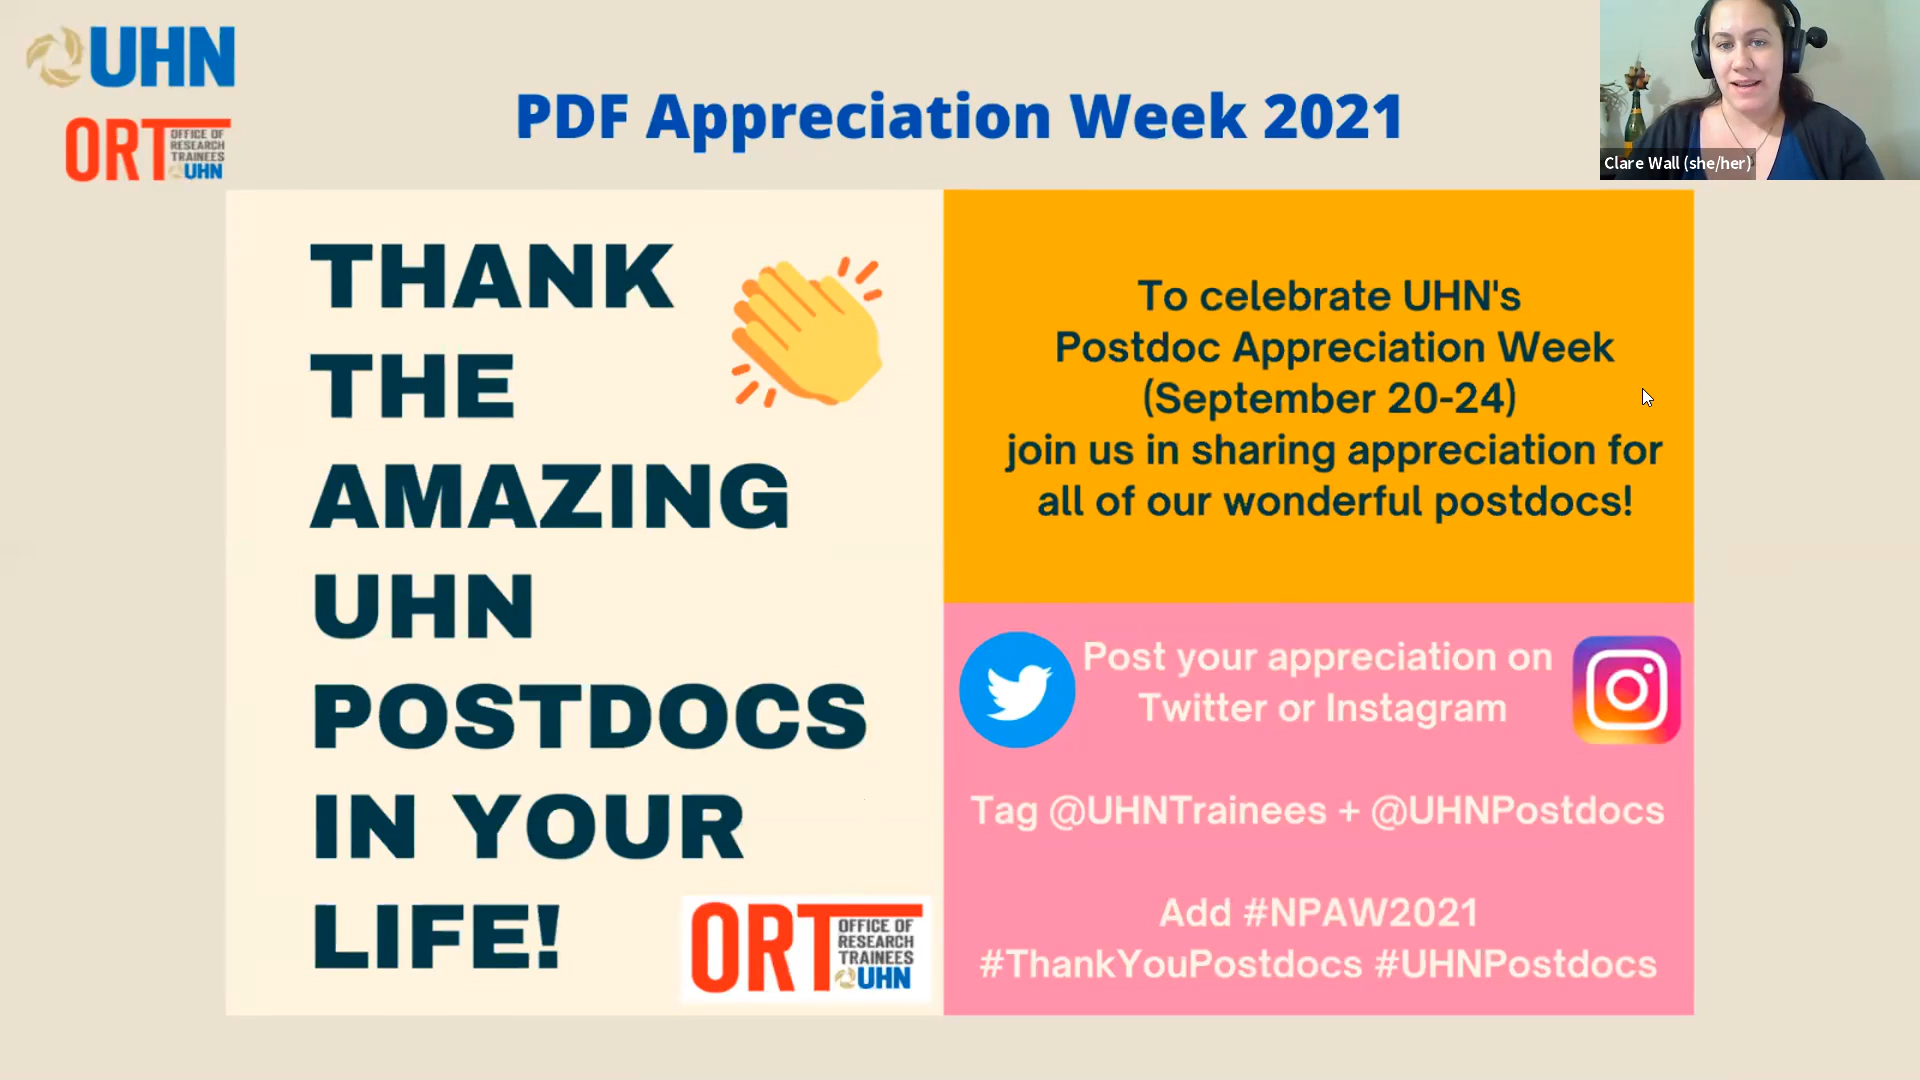 UHN
ORT
OFFICE OF
RESEARCH
TRAINEES
UHN
PDF Appreciation Week 2021
Clare Wall (she/her)
THANK
THE
AMAZING
UHN
POSTDOCS
IN YOUR
LIFE!
ORT
OFFICE OF
RESEARCH
TRAINEES
UHN
To celebrate UHN's
Postdoc Appreciation Week
(September 20-24)
join us in sharing appreciation for
all of our wonderful postdocs!
Post your appreciation on
Twitter or Instagram
Tag @UHNTrainees + @UHNPostdocs
Add #NPAW2021
#ThankYouPostdocs #UHNPostdocs